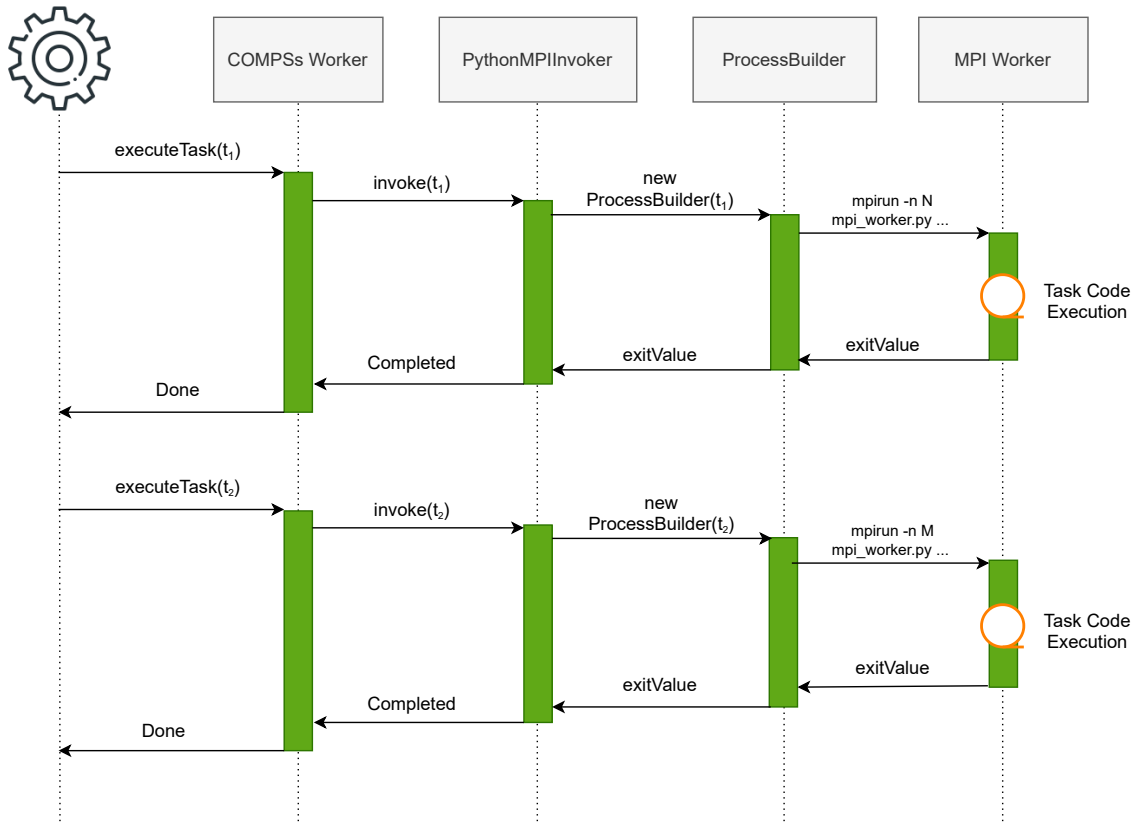 COMPSs Worker
PythonMPIInvoker
ProcessBuilder
MPI Worker
executeTask(t₁)
invoke(t₁)
new
ProcessBuilder(t₁)
mpirun -n N
mpi_worker.py ...
Task Code
Execution
exitValue
exitValue
Completed
Done
executeTask(t₂)
invoke(t₂)
new
ProcessBuilder(t₂)
mpirun -n M
mpi_worker.py ...
Task Code
Execution
exitValue
exitValue
Completed
Done